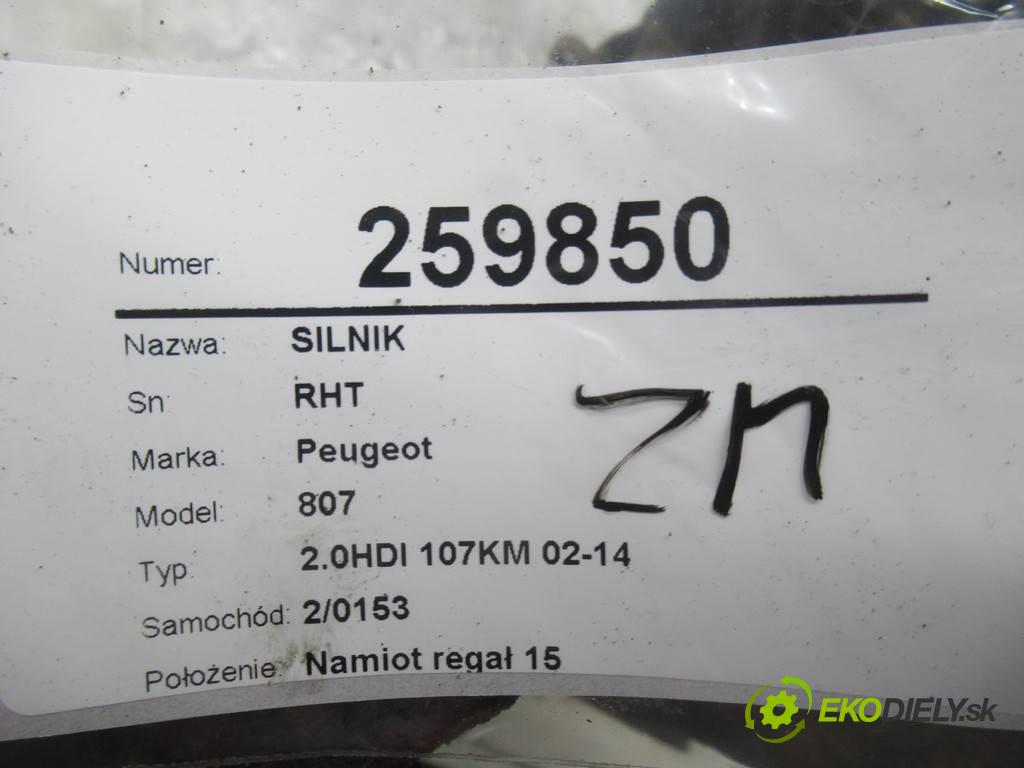 Numer: 259850
Nazwa: SILNIK
Sn: RHT
Marka: Peugeot
Model: 807
Typ: 2.0HDI 107KM 02-14
Samochód: 2/0153
Położenie: Namiot regał 15
ZN
EKODIELY.sk